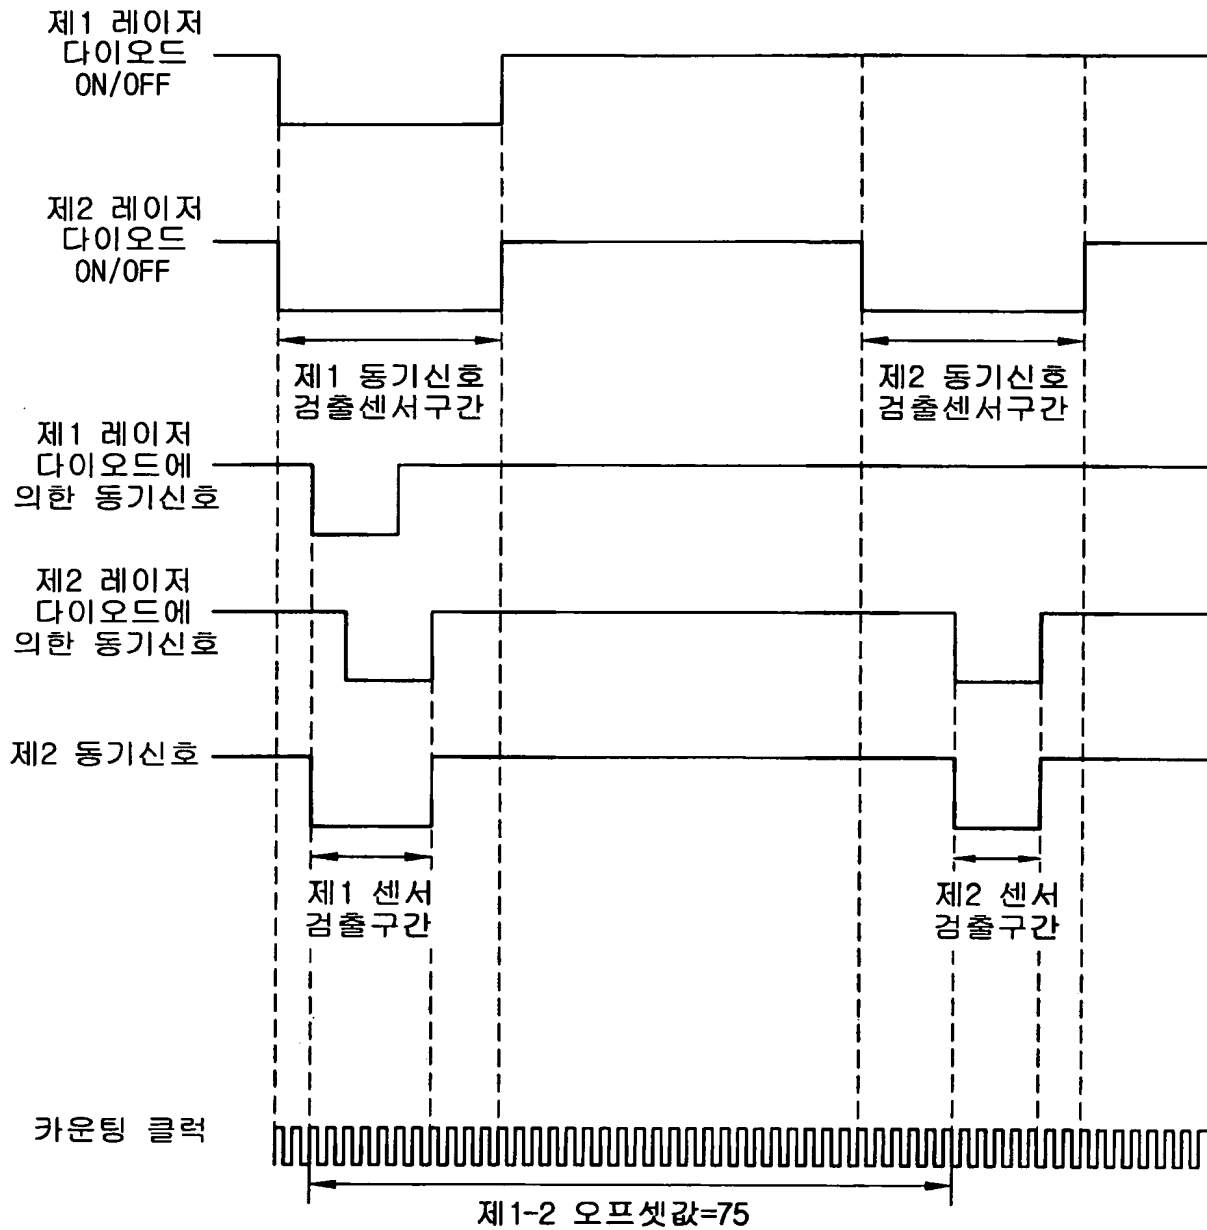 제1 레이저
다이오드
ON/OFF
제2 레이저
다이오드
ON/OFF
제1 동기신호
검출센서구간
제2 동기신호
검출센서구간
제1 레이저
다이오드에
의한 동기신호
제2 레이저
다이오드에
의한 동기신호
제2 동기신호
제1 센서
검출구간
제2 센서
검출구간
카운팅 클럭
제1-2 오프셋값=75